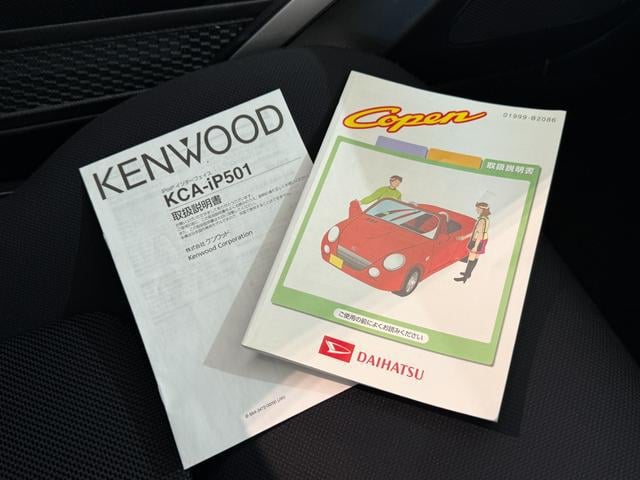 KENWOOD
iPod インターフェイス
KCA-iP501
取扱説明書
株式会社 ケンウッド
Kenwood Corporation
Copen
01999-B2086
取扱説明書
ご使用の前によくお読みください
DAIHATSU